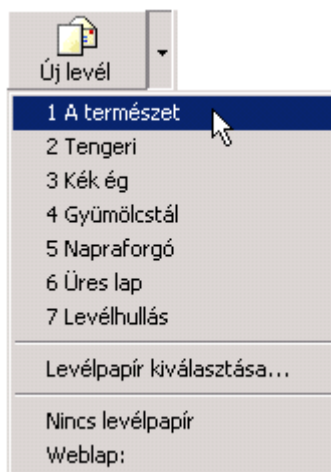 Új levél
1 A természet
2 Tengeri
3 Kék ég
4 Gyümölcstál
5 Napraforgó
6 Üres lap
7 Levélhullás
Levélpapír kiválasztása...
Nincs levélpapír
Weblap: